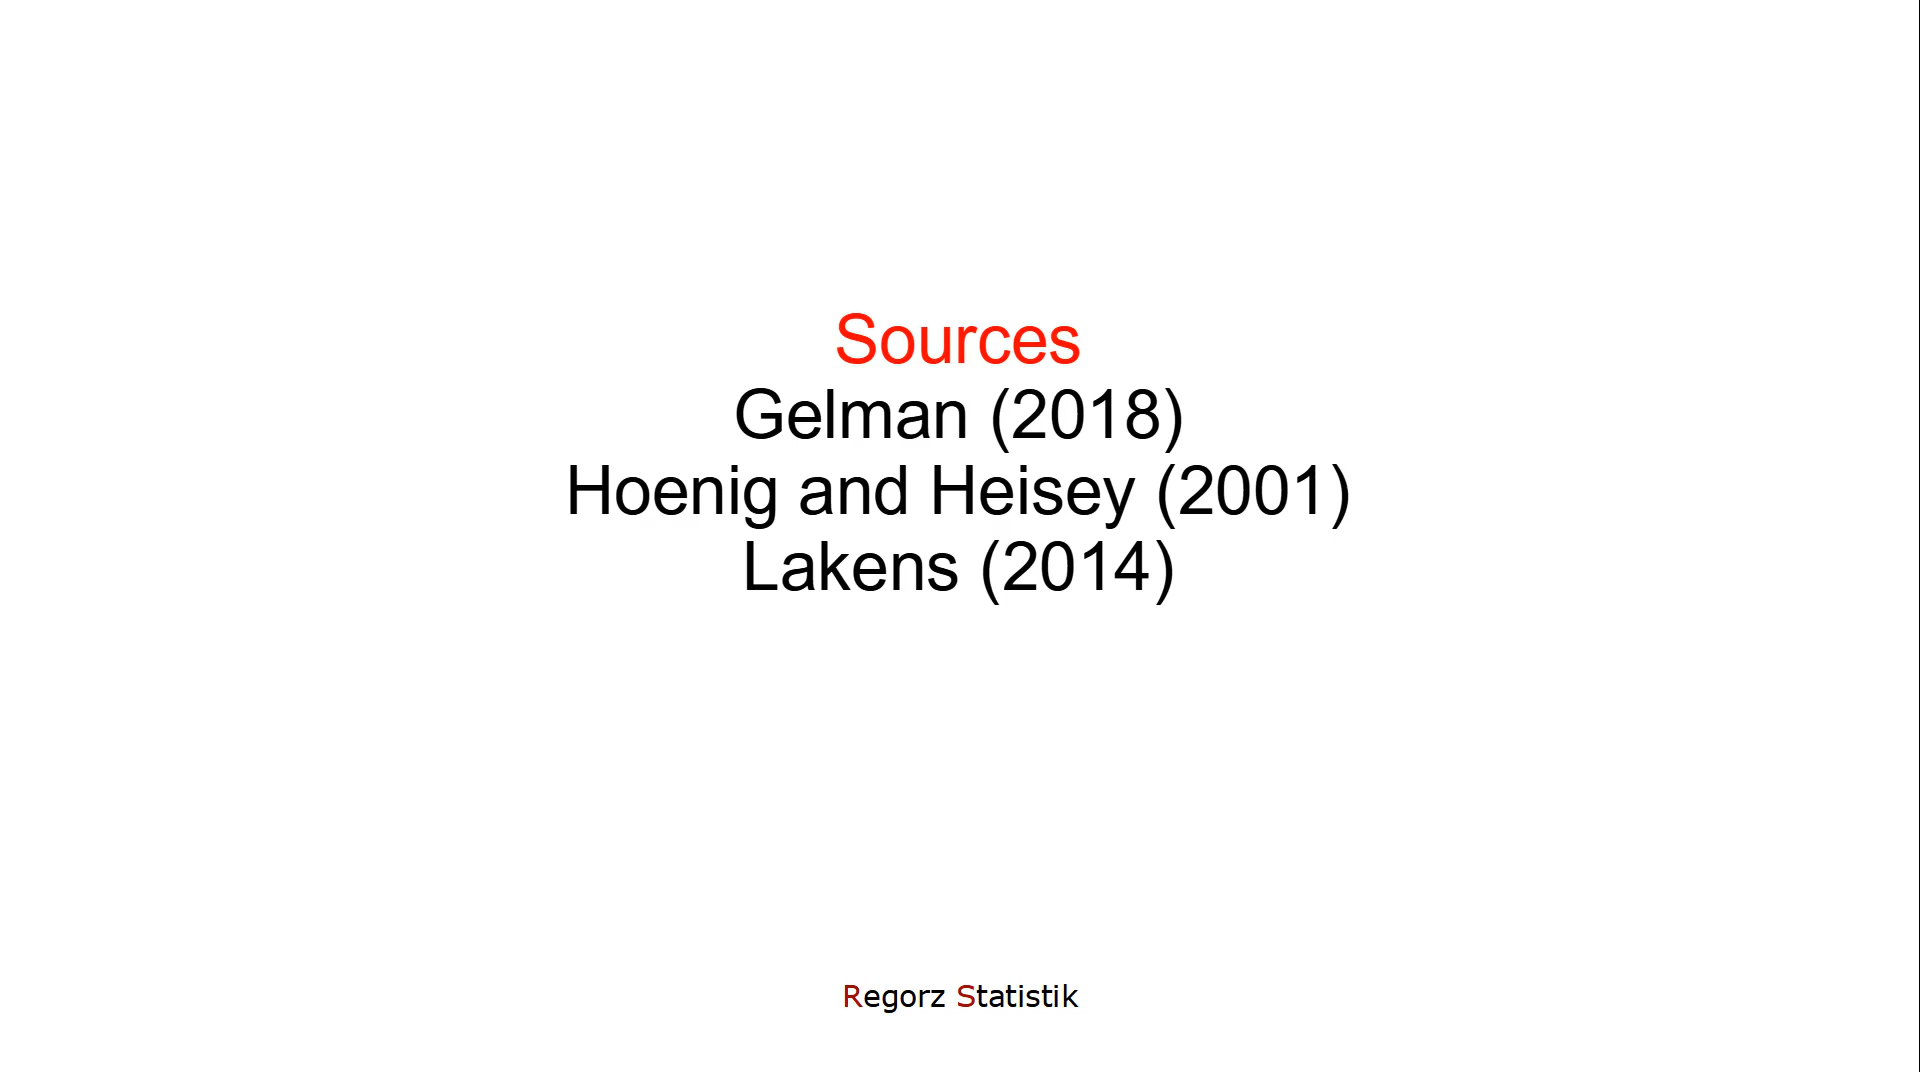 Sources
Gelman (2018)
Hoenig and Heisey (2001)
Lakens (2014)
Regorz Statistik